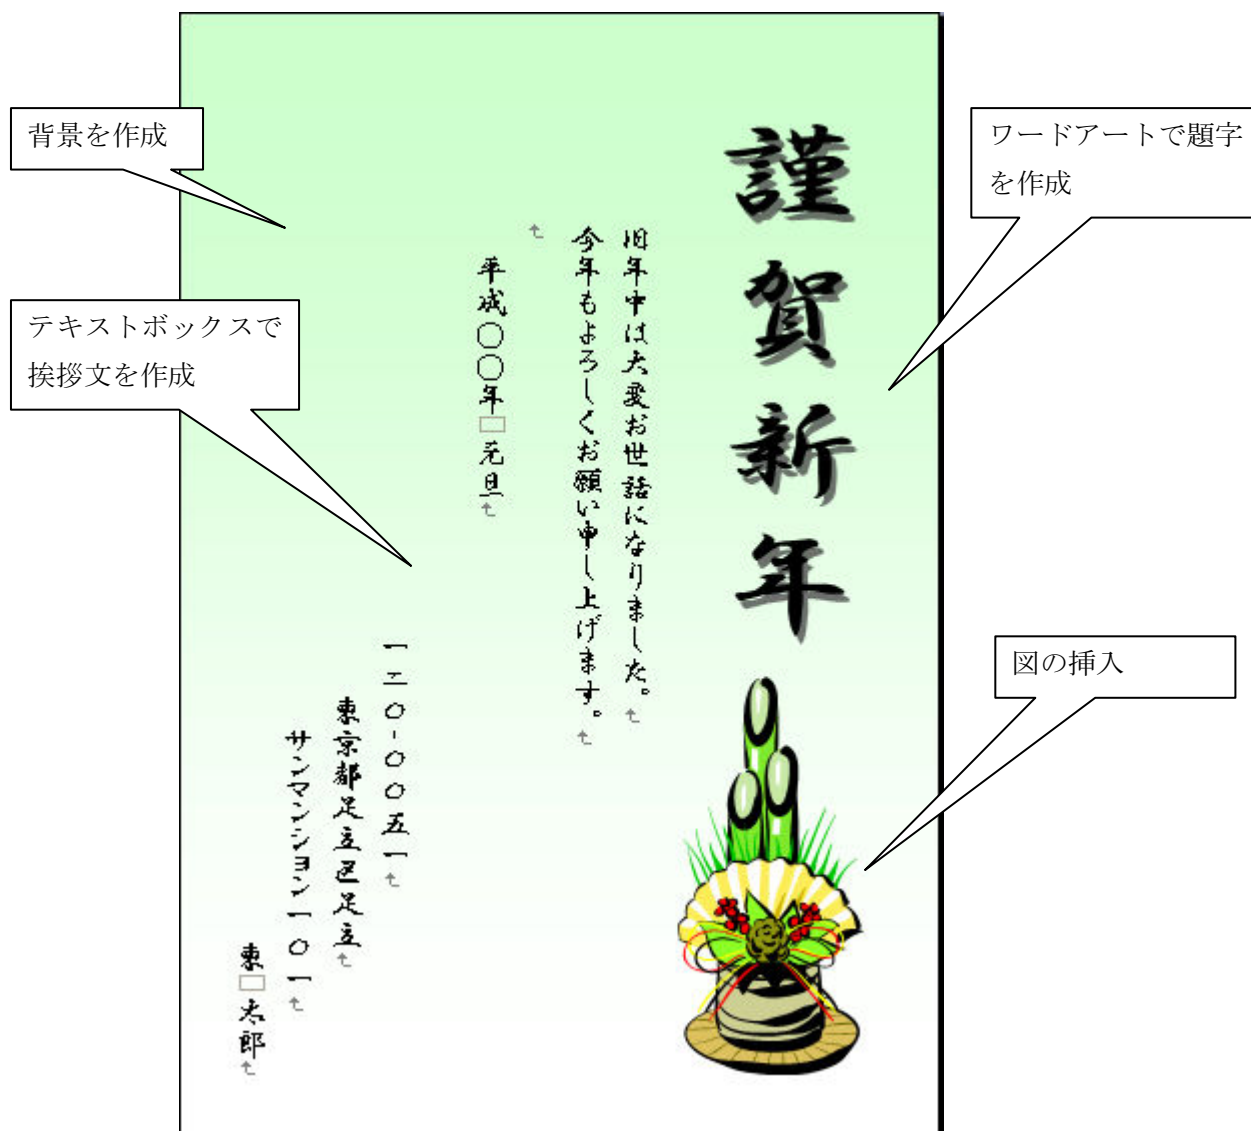 背景を作成
ワードアートで題字
を作成
テキストボックスで
挨拶文を作成
図の挿入
謹賀新年
旧年中は大変お世話になりました。
今年もよろしくお願い申し上げます。
平成〇〇年□元旦
一二〇-〇〇五一
東京都足立区足立
サンマンション一〇一
東□太郎